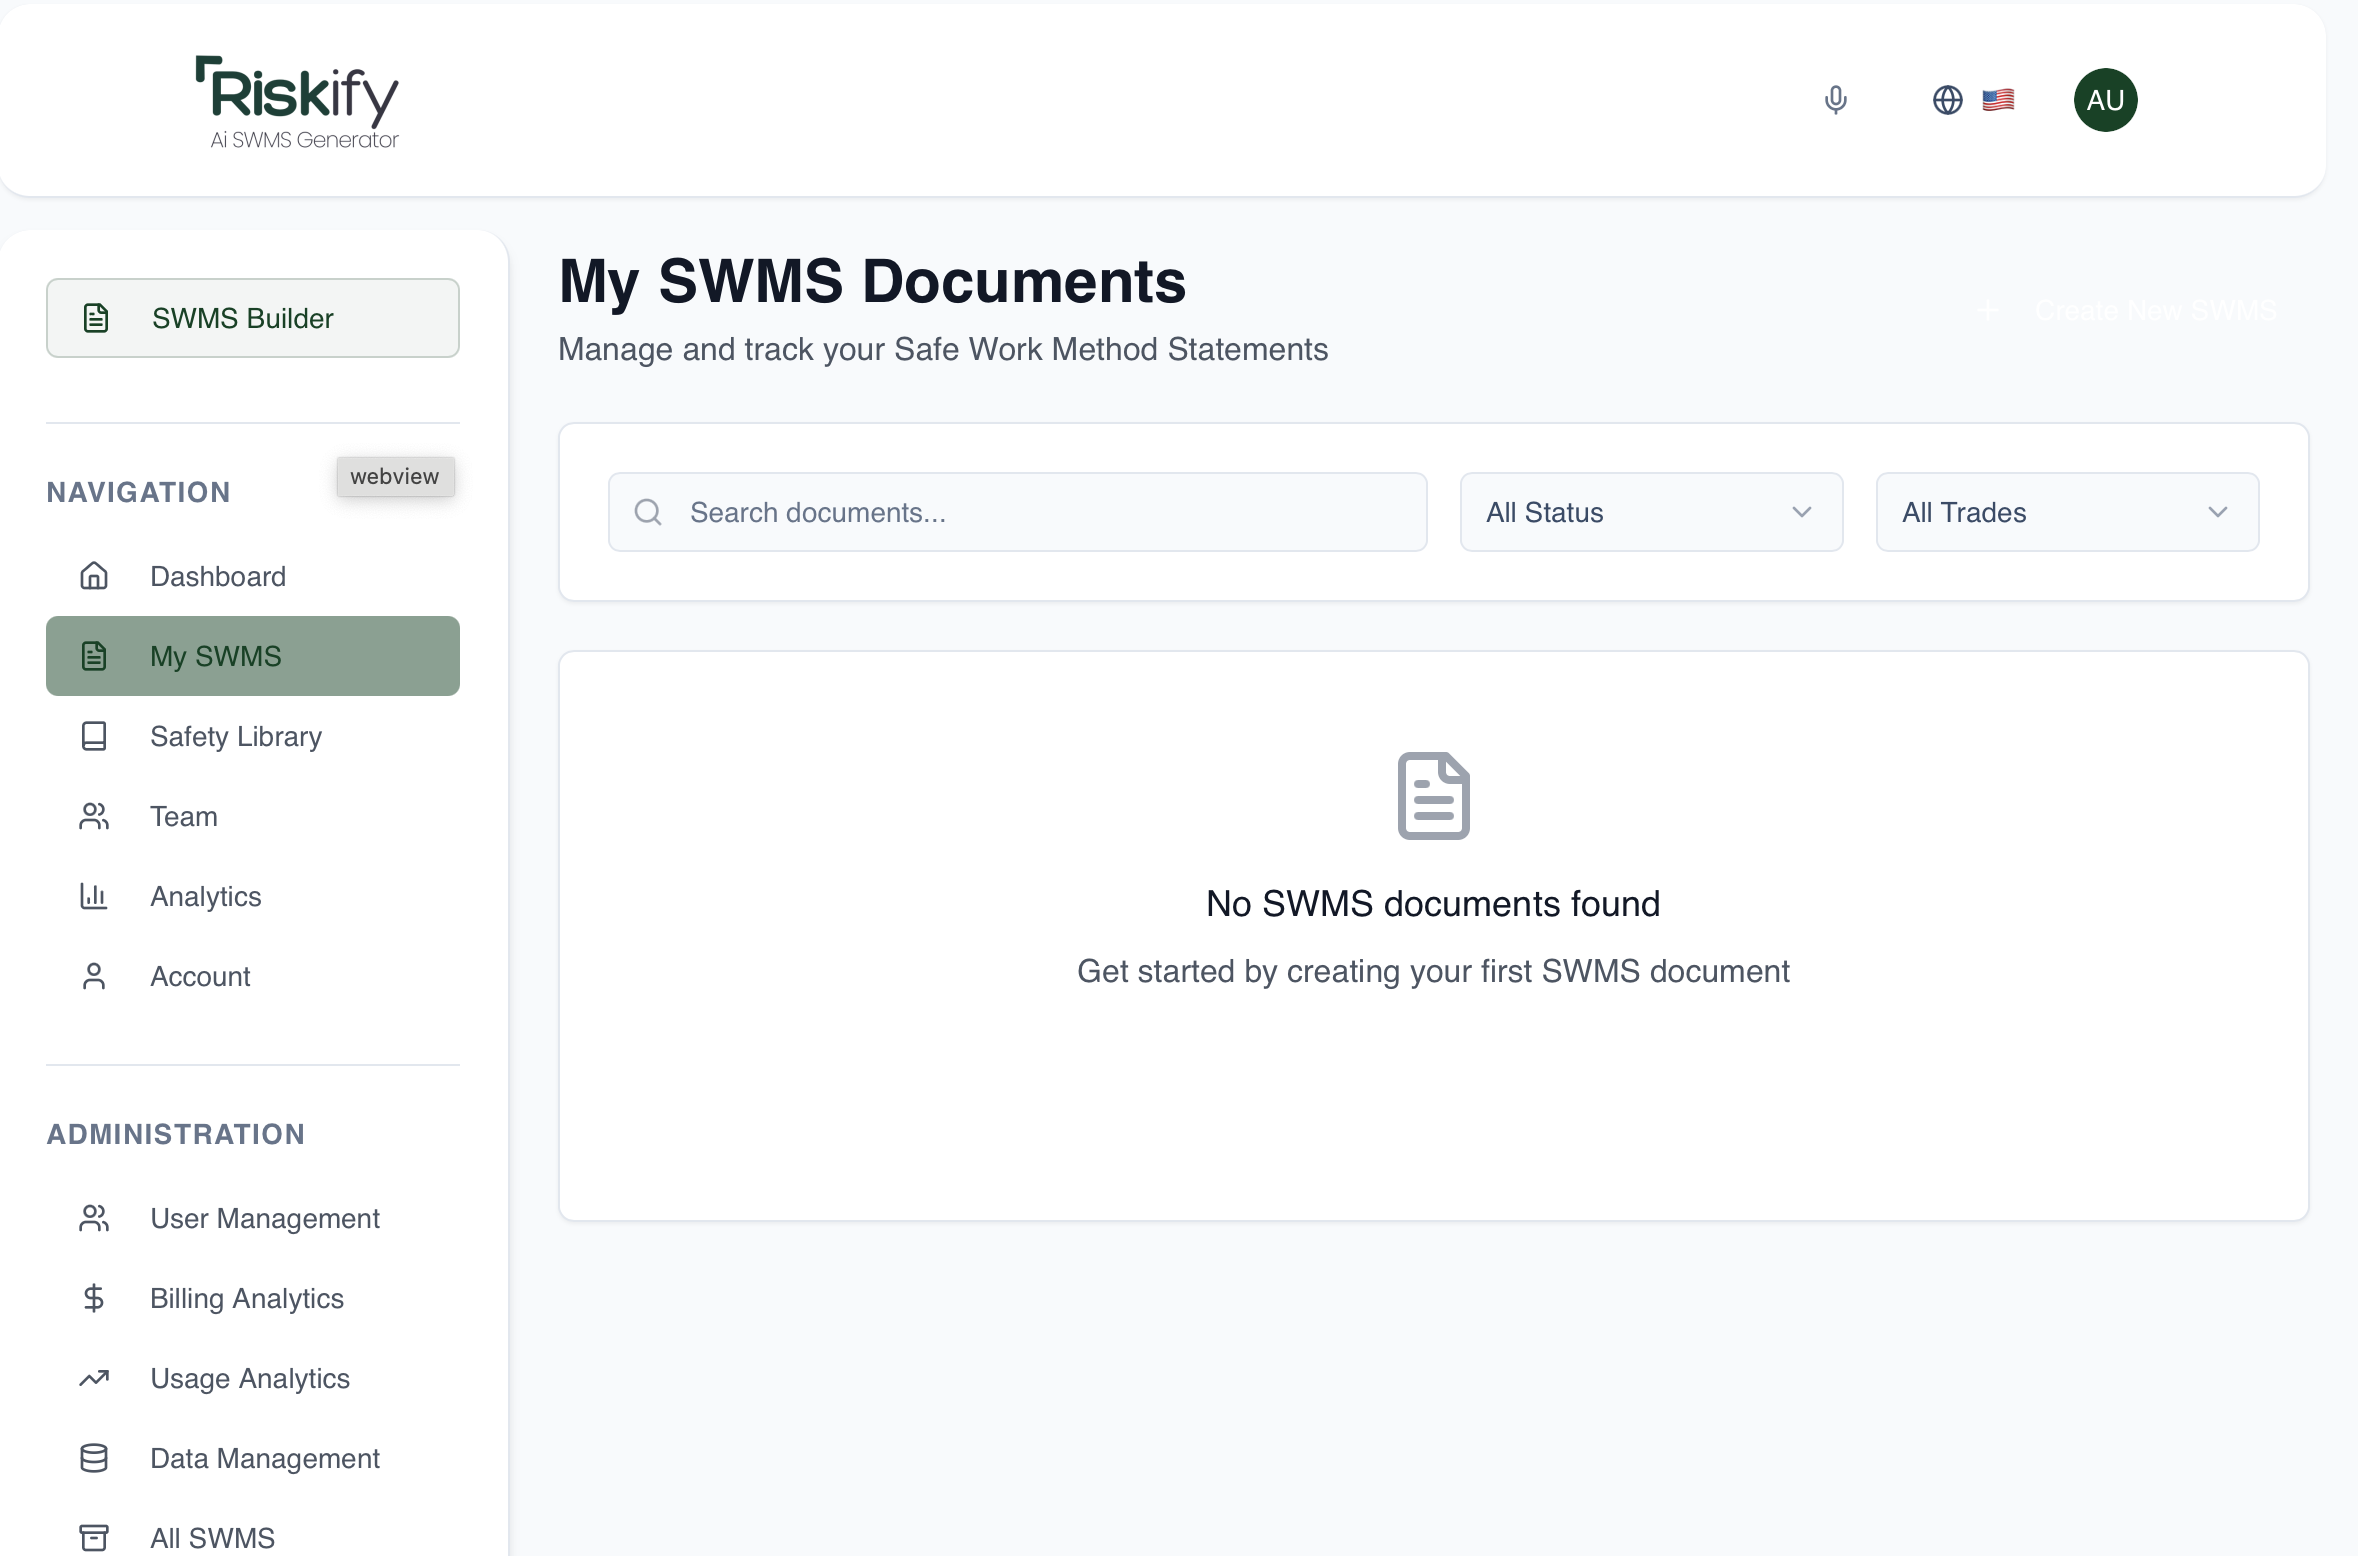 Riskify
Ai SWMS Generator
AU
SWMS Builder
My SWMS Documents
Create New SWMS
Manage and track your Safe Work Method Statements
NAVIGATION
webview
Search documents...
All Status
All Trades
Dashboard
My SWMS
Safety Library
Team
Analytics
Account
No SWMS documents found
Get started by creating your first SWMS document
ADMINISTRATION
User Management
Billing Analytics
Usage Analytics
Data Management
All SWMS